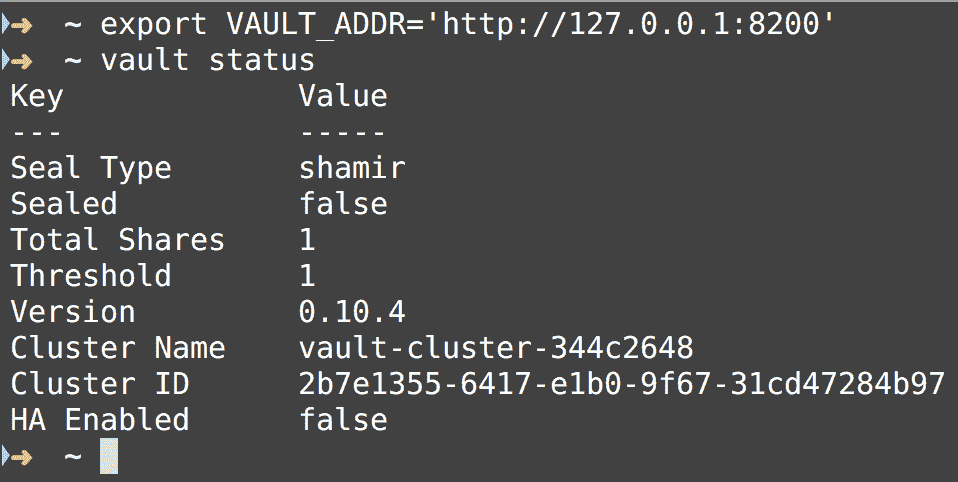 ➜ ~ export VAULT_ADDR='http://127.0.0.1:8200'
➜ ~ vault status
Key             Value
---             -----
Seal Type       shamir
Sealed          false
Total Shares    1
Threshold       1
Version         0.10.4
Cluster Name    vault-cluster-344c2648
Cluster ID      2b7e1355-6417-e1b0-9f67-31cd47284b97
HA Enabled      false
➜ ~